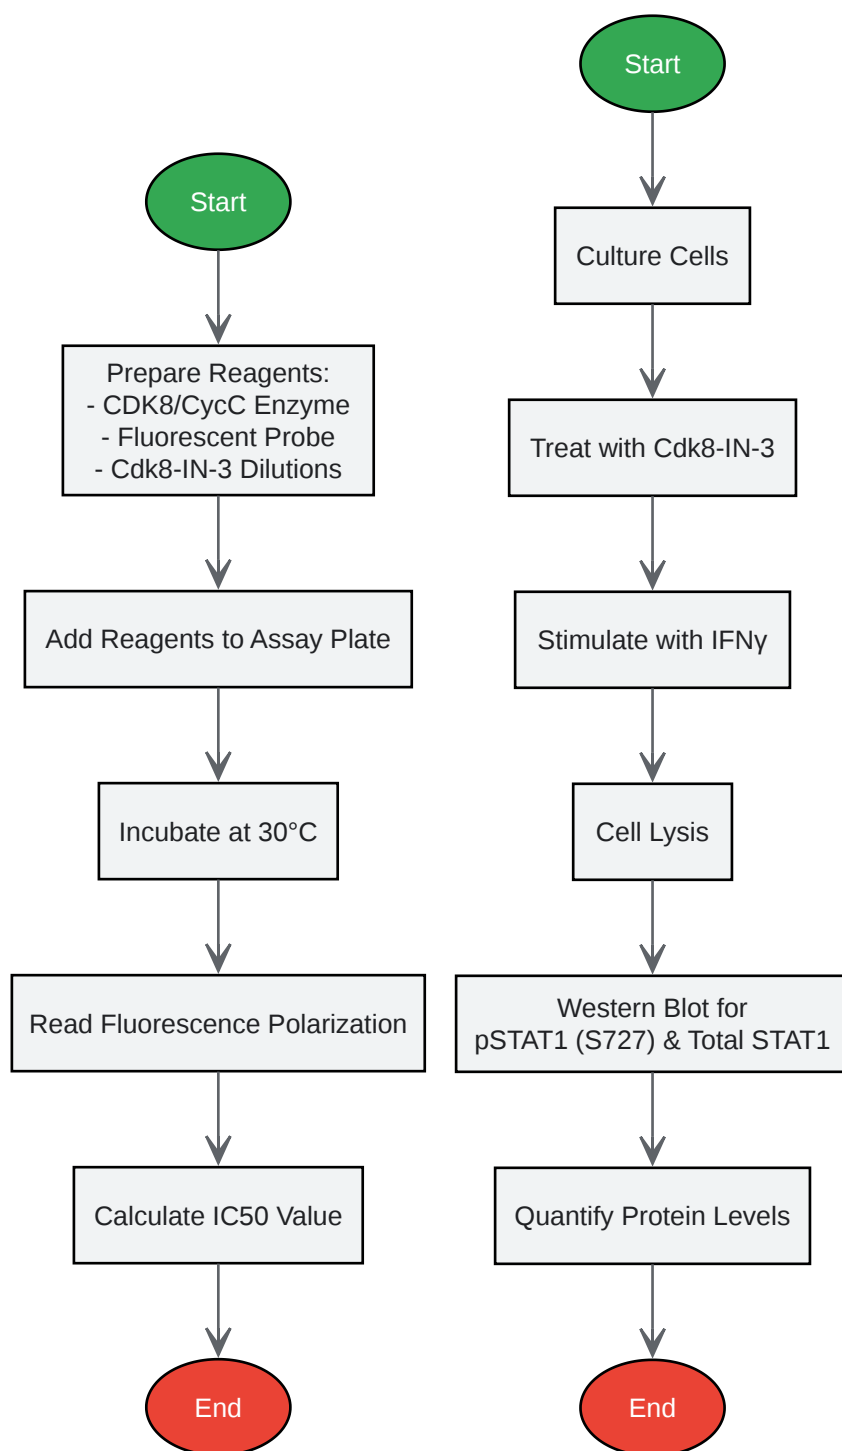 Start
Prepare Reagents:
- CDK8/CycC Enzyme
- Fluorescent Probe
- Cdk8-IN-3 Dilutions
Add Reagents to Assay Plate
Incubate at 30°C
Read Fluorescence Polarization
Calculate IC50 Value
End
Start
Culture Cells
Treat with Cdk8-IN-3
Stimulate with IFNγ
Cell Lysis
Western Blot for
pSTAT1 (S727) & Total STAT1
Quantify Protein Levels
End